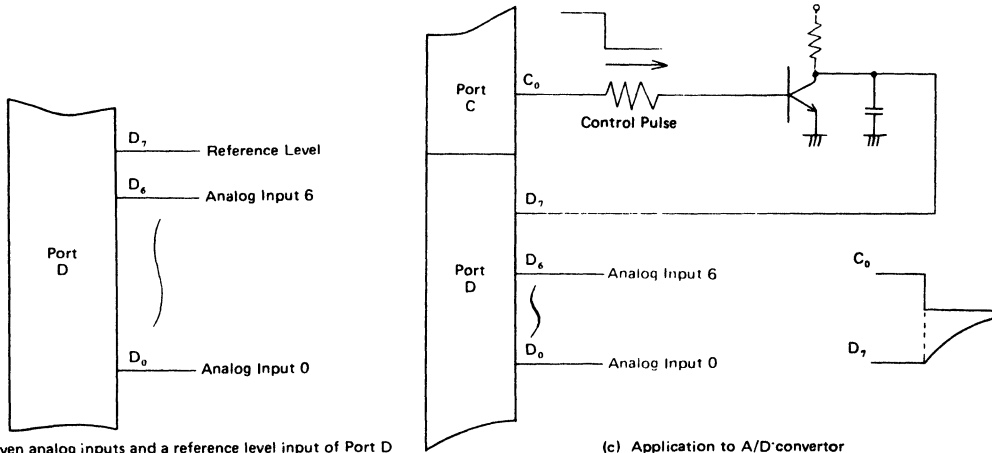 Port
D
D7
Reference Level
D6
Analog Input 6
D0
Analog Input 0
ven analog inputs and a reference level input of Port D
Port
C
C0
Control Pulse
D7
Port
D
D6
Analog Input 6
D0
Analog Input 0
C0
D7
(c) Application to A/D convertor